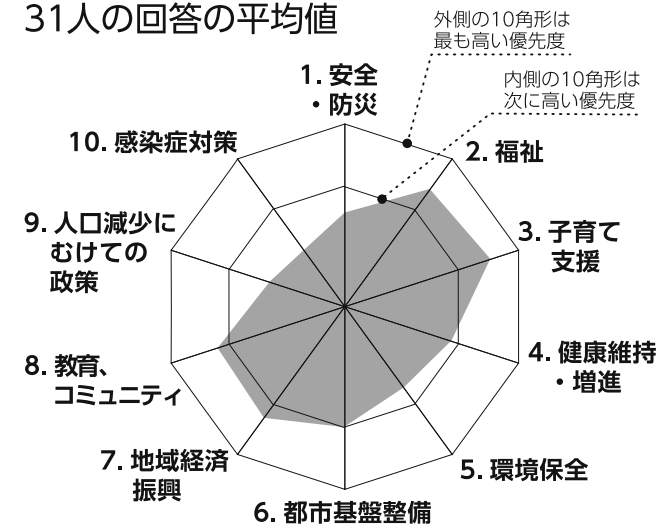 31人の回答の平均値
外側の10角形は
最も高い優先度
内側の10角形は
次に高い優先度
1. 安全
・防災
2. 福祉
3. 子育て
支援
4. 健康維持
・増進
5. 環境保全
6. 都市基盤整備
7. 地域経済
振興
8. 教育、
コミュニティ
9. 人口減少に
むけての
政策
10. 感染症対策